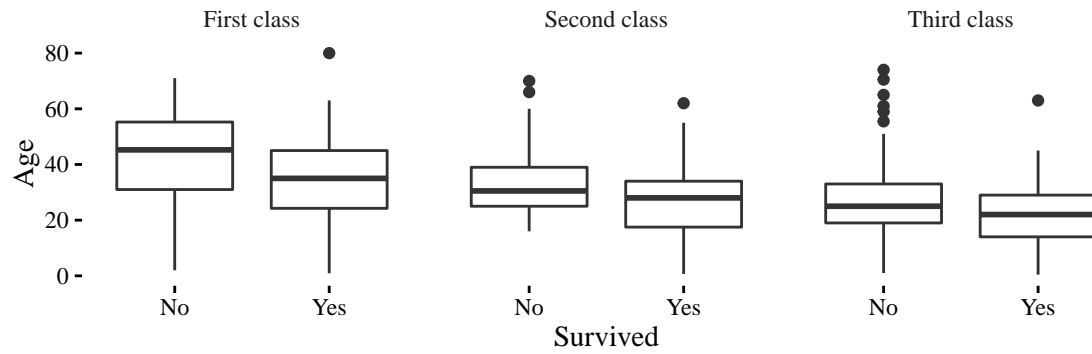 First class Second class Third class
80
60
40
20
0
Age
No Yes No Yes No Yes
Survived